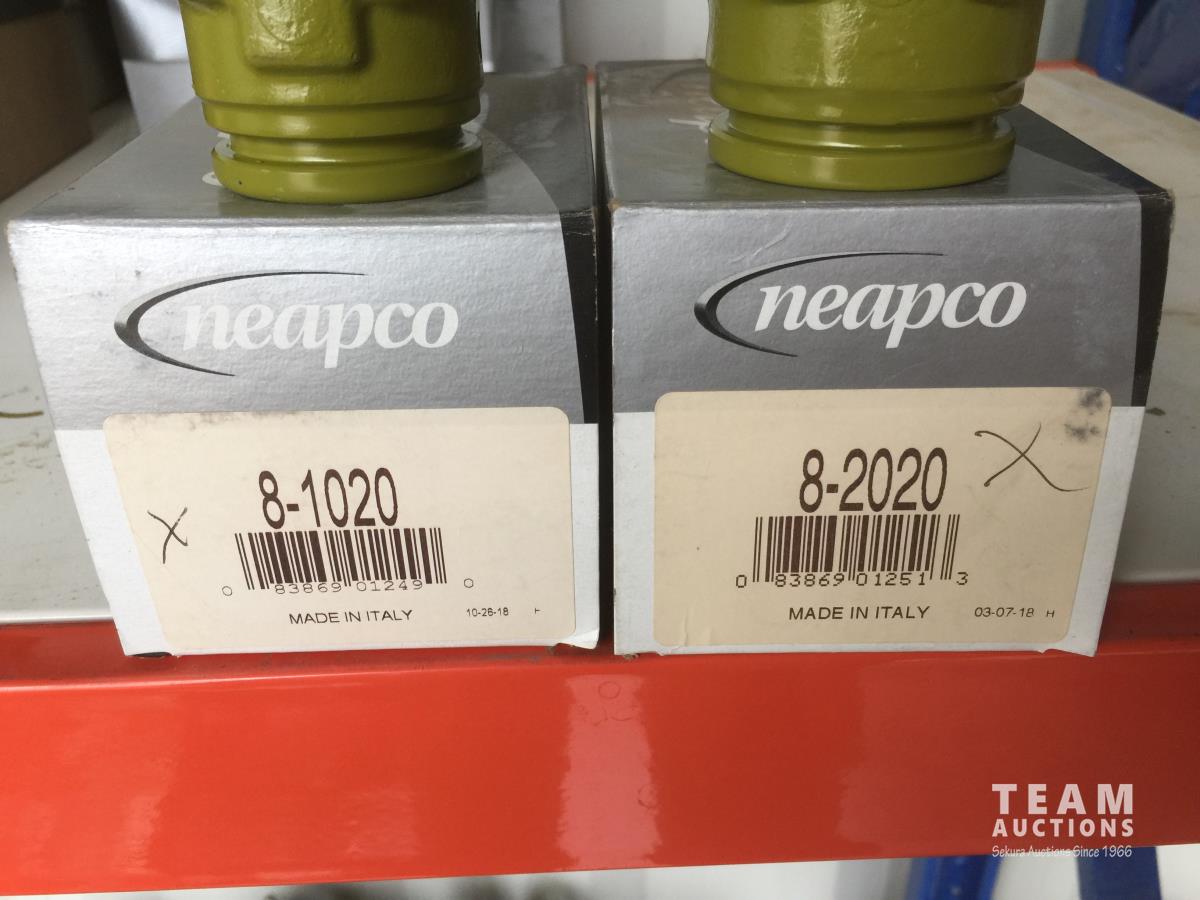 neapco
8-1020
X
0 83869 01249 0
MADE IN ITALY 10-26-18
neapco
8-2020
X
0 83869 01251 3
MADE IN ITALY 03-07-18 H
TEAM
AUCTIONS
Sekura Auctions Since 1966